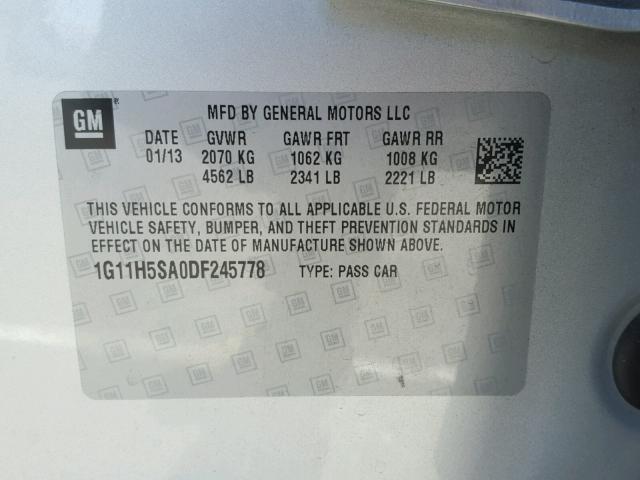 GM
MFD BY GENERAL MOTORS LLC
DATE GVWR GAWR FRT GAWR RR
01/13 2070 KG 1062 KG 1008 KG
4562 LB 2341 LB 2221 LB
THIS VEHICLE CONFORMS TO ALL APPLICABLE U.S. FEDERAL MOTOR
VEHICLE SAFETY, BUMPER, AND THEFT PREVENTION STANDARDS IN
EFFECT ON THE DATE OF MANUFACTURE SHOWN ABOVE.
1G11H5SA0DF245778 TYPE: PASS CAR